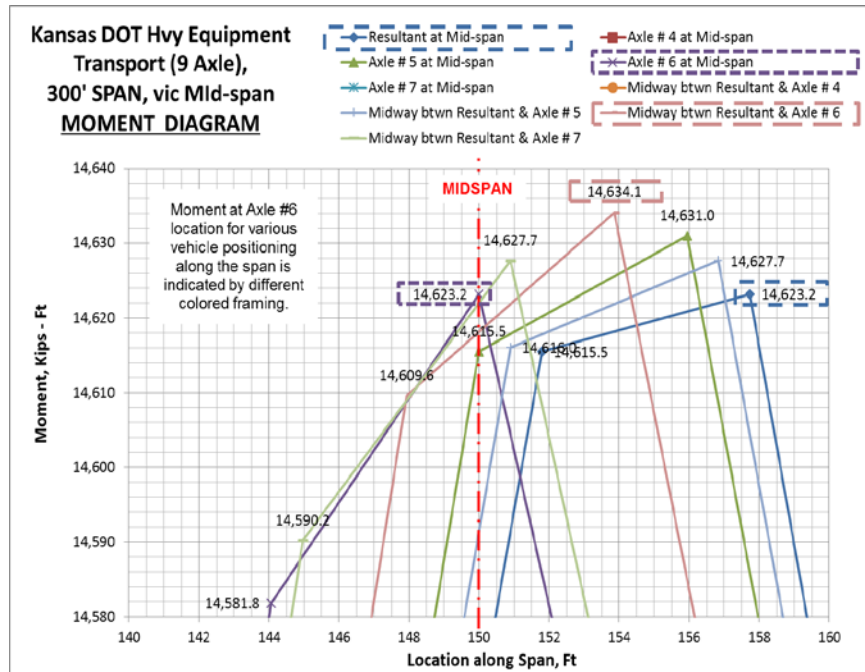 Kansas DOT Hvy Equipment
Transport (9 Axle),
300' SPAN, vic MId-span
MOMENT DIAGRAM
Resultant at Mid-span
Axle # 4 at Mid-span
Axle # 5 at Mid-span
Axle # 6 at Mid-span
Axle # 7 at Mid-span
Midway btwn Resultant & Axle # 4
Midway btwn Resultant & Axle # 5
Midway btwn Resultant & Axle # 6
Midway btwn Resultant & Axle # 7
14,640
14,630
14,620
14,610
14,600
14,590
14,580
Moment, Kips - Ft
Moment at Axle #6
location for various
vehicle positioning
along the span is
indicated by different
colored framing.
MIDSPAN
14,634.1
14,631.0
14,627.7
14,627.7
14,623.2
14,623.2
14,615.5
14,615.5
14,609.6
14,590.2
14,581.8
140
142
144
146
148
150
152
154
156
158
160
Location along Span, Ft